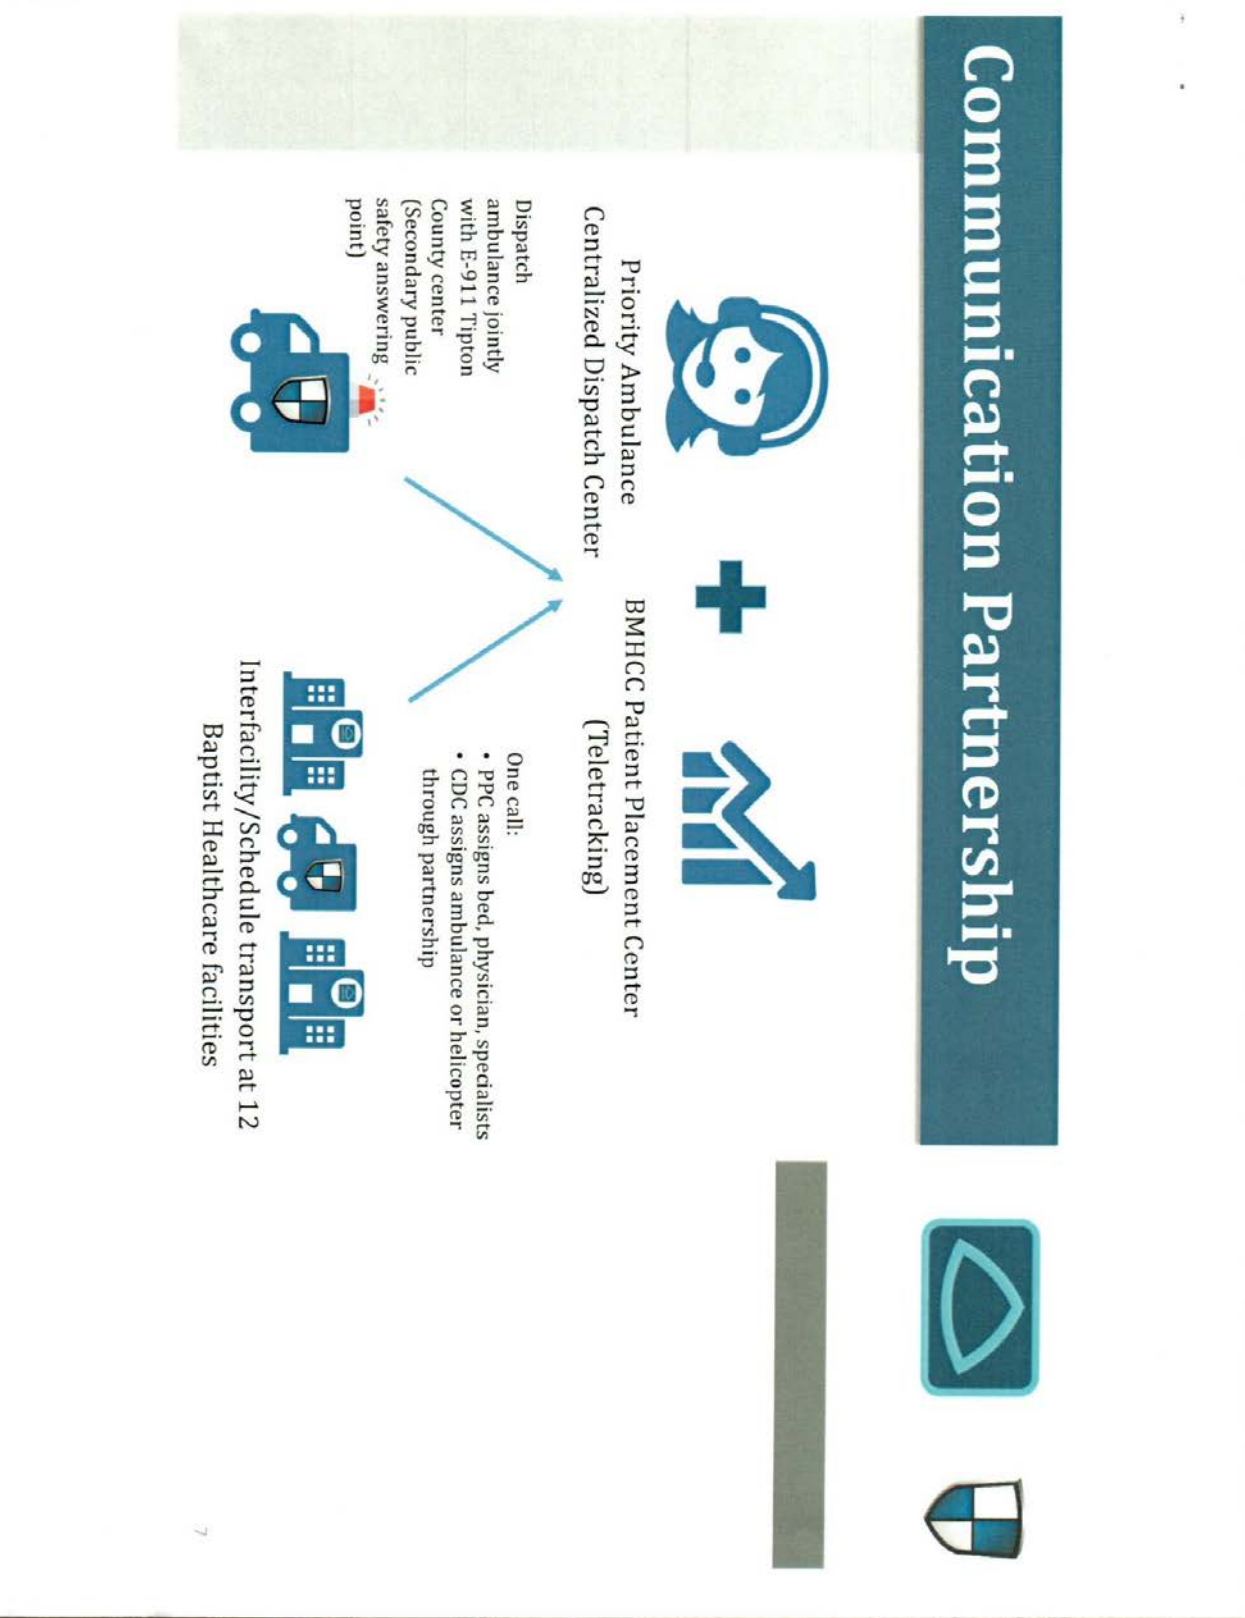 Communication Partnership
Priority Ambulance
Centralized Dispatch Center
BMHCC Patient Placement Center
(Teletracking)
Dispatch
ambulance jointly
with E-911 Tipton
County center
(Secondary public
safety answering
point)
One call:
• PPC assigns bed, physician, specialists
• CDC assigns ambulance or helicopter
through partnership
Interfacility/Schedule transport at 12
Baptist Healthcare facilities
7